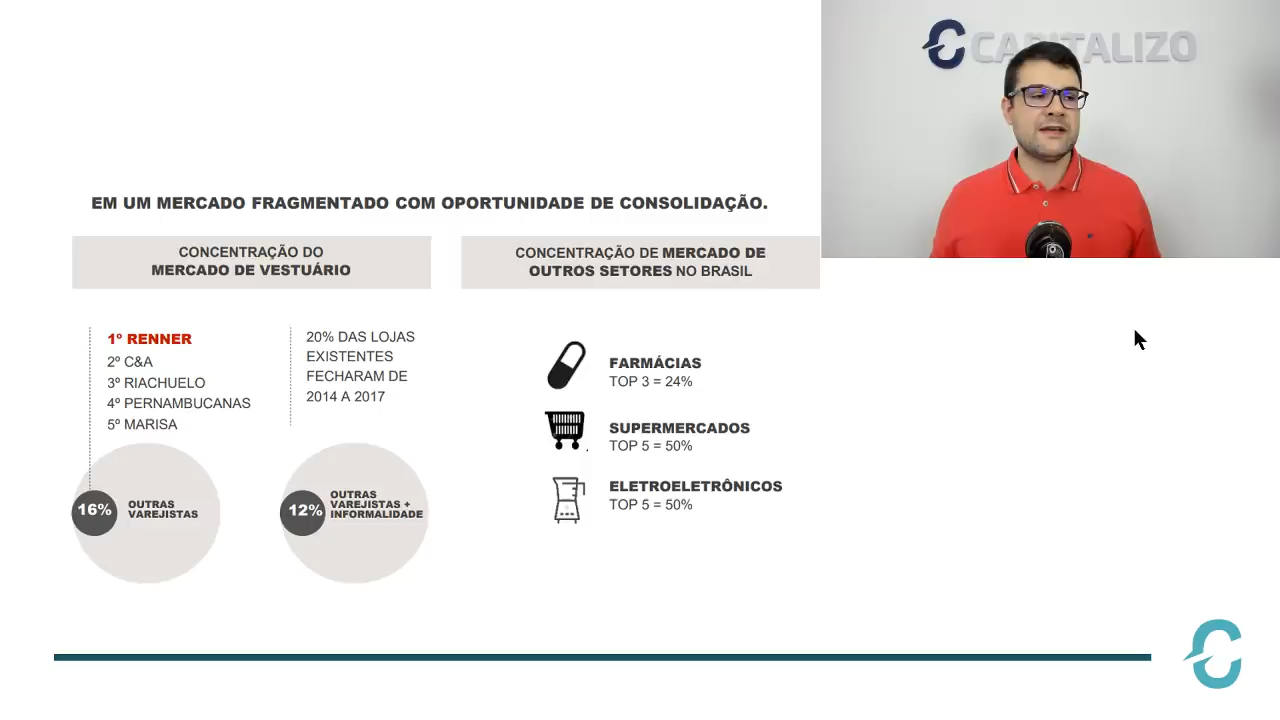 CAPITALIZO
EM UM MERCADO FRAGMENTADO COM OPORTUNIDADE DE CONSOLIDAÇÃO.
CONCENTRAÇÃO DO
MERCADO DE VESTUÁRIO
1º RENNER
2º C&A
3º RIACHUELO
4º PERNAMBUCANAS
5º MARISA
16%
OUTRAS
VAREJISTAS
20% DAS LOJAS
EXISTENTES
FECHARAM DE
2014 A 2017
12%
OUTRAS
VAREJISTAS +
INFORMALIDADE
CONCENTRAÇÃO DE MERCADO DE
OUTROS SETORES NO BRASIL
FARMÁCIAS
TOP 3 = 24%
SUPERMERCADOS
TOP 5 = 50%
ELETROELETRÔNICOS
TOP 5 = 50%